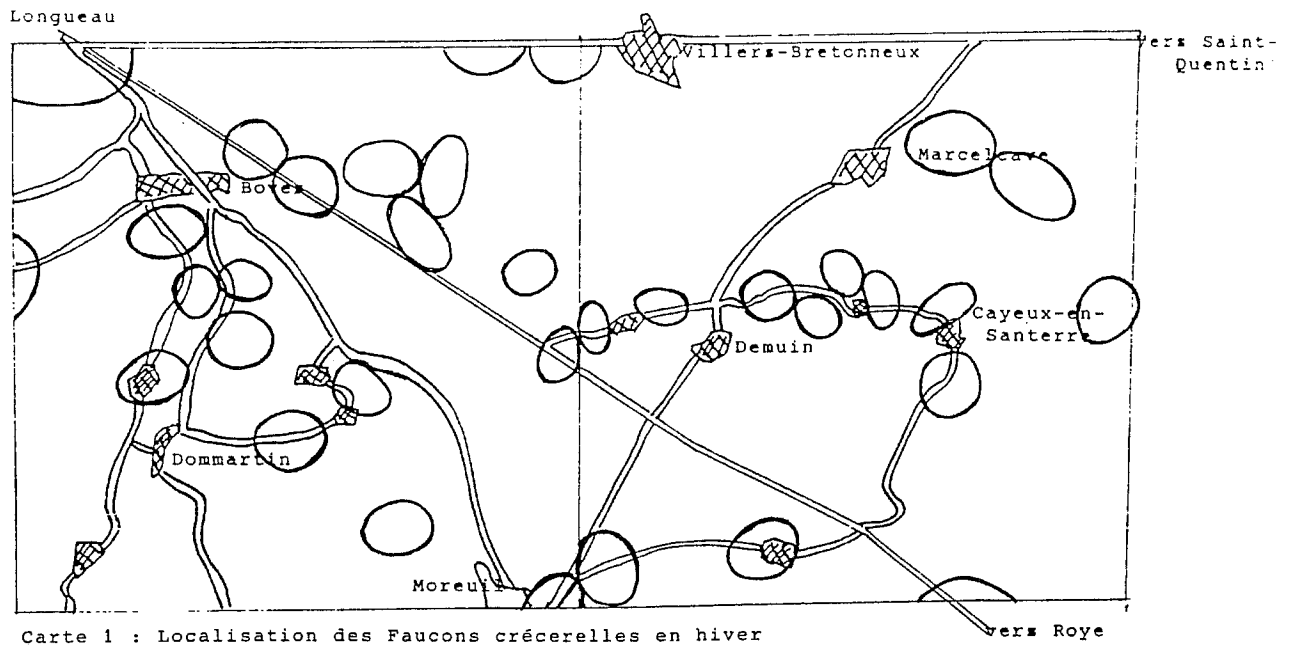 Longueau
Villers-Bretonneux
vers Saint-
Quentin
Marcelcave
Boves
Cayeux-en-
Santerre
Demuin
Dommartin
Moreuil
vers Roye
Carte 1 : Localisation des Faucons crécerelles en hiver